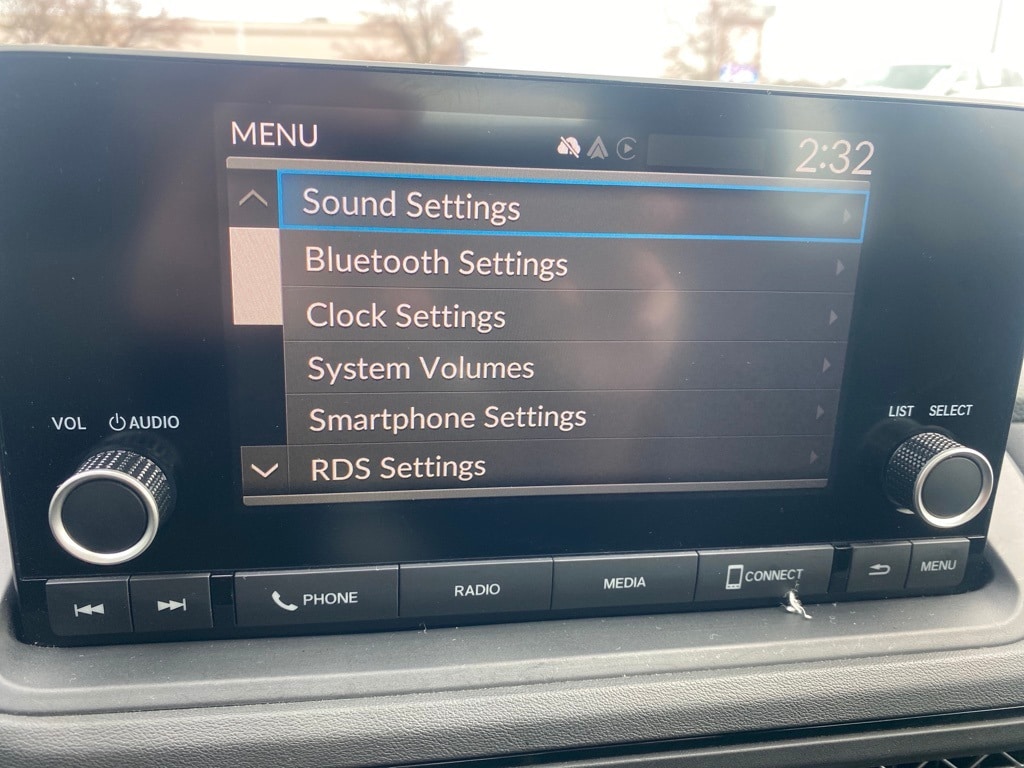 MENU 2:32
Sound Settings
Bluetooth Settings
Clock Settings
System Volumes
Smartphone Settings
RDS Settings
VOL AUDIO
LIST SELECT
PHONE RADIO MEDIA CONNECT MENU